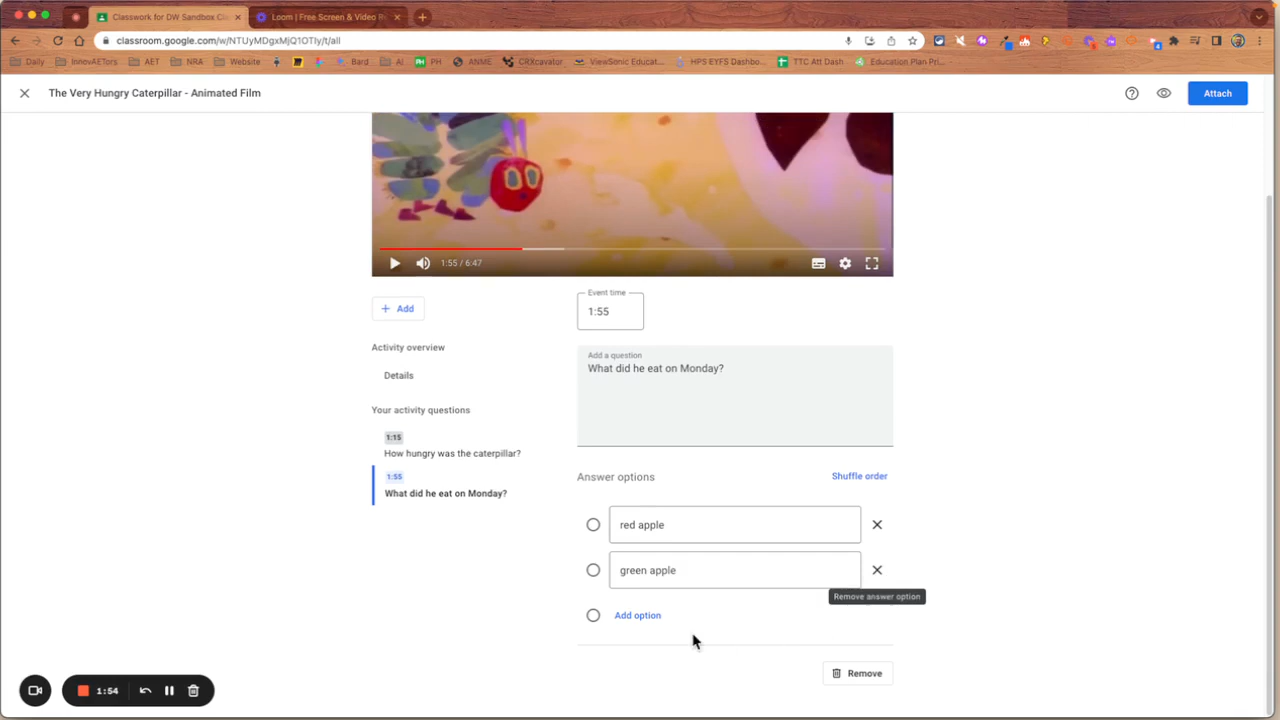 Classwork for DW Sandbox Cl
Loom | Free Screen & Video R
classroom.google.com/w/NTUyMDgxMjQ1OTIy/t/all
Daily InnovAETors AET NRA Website Bard AI PH PH ANME CRXcavator ViewSonic Educat... HPS EYFS Dashbo... TTC Att Dash Education Plan Pri...
The Very Hungry Caterpillar - Animated Film
Attach
1:55 / 6:47
+ Add
Event time
1:55
Activity overview
Details
Your activity questions
1:15
How hungry was the caterpillar?
1:55
What did he eat on Monday?
Add a question
What did he eat on Monday?
Answer options
Shuffle order
red apple
green apple
Remove answer option
Add option
Remove
1:54